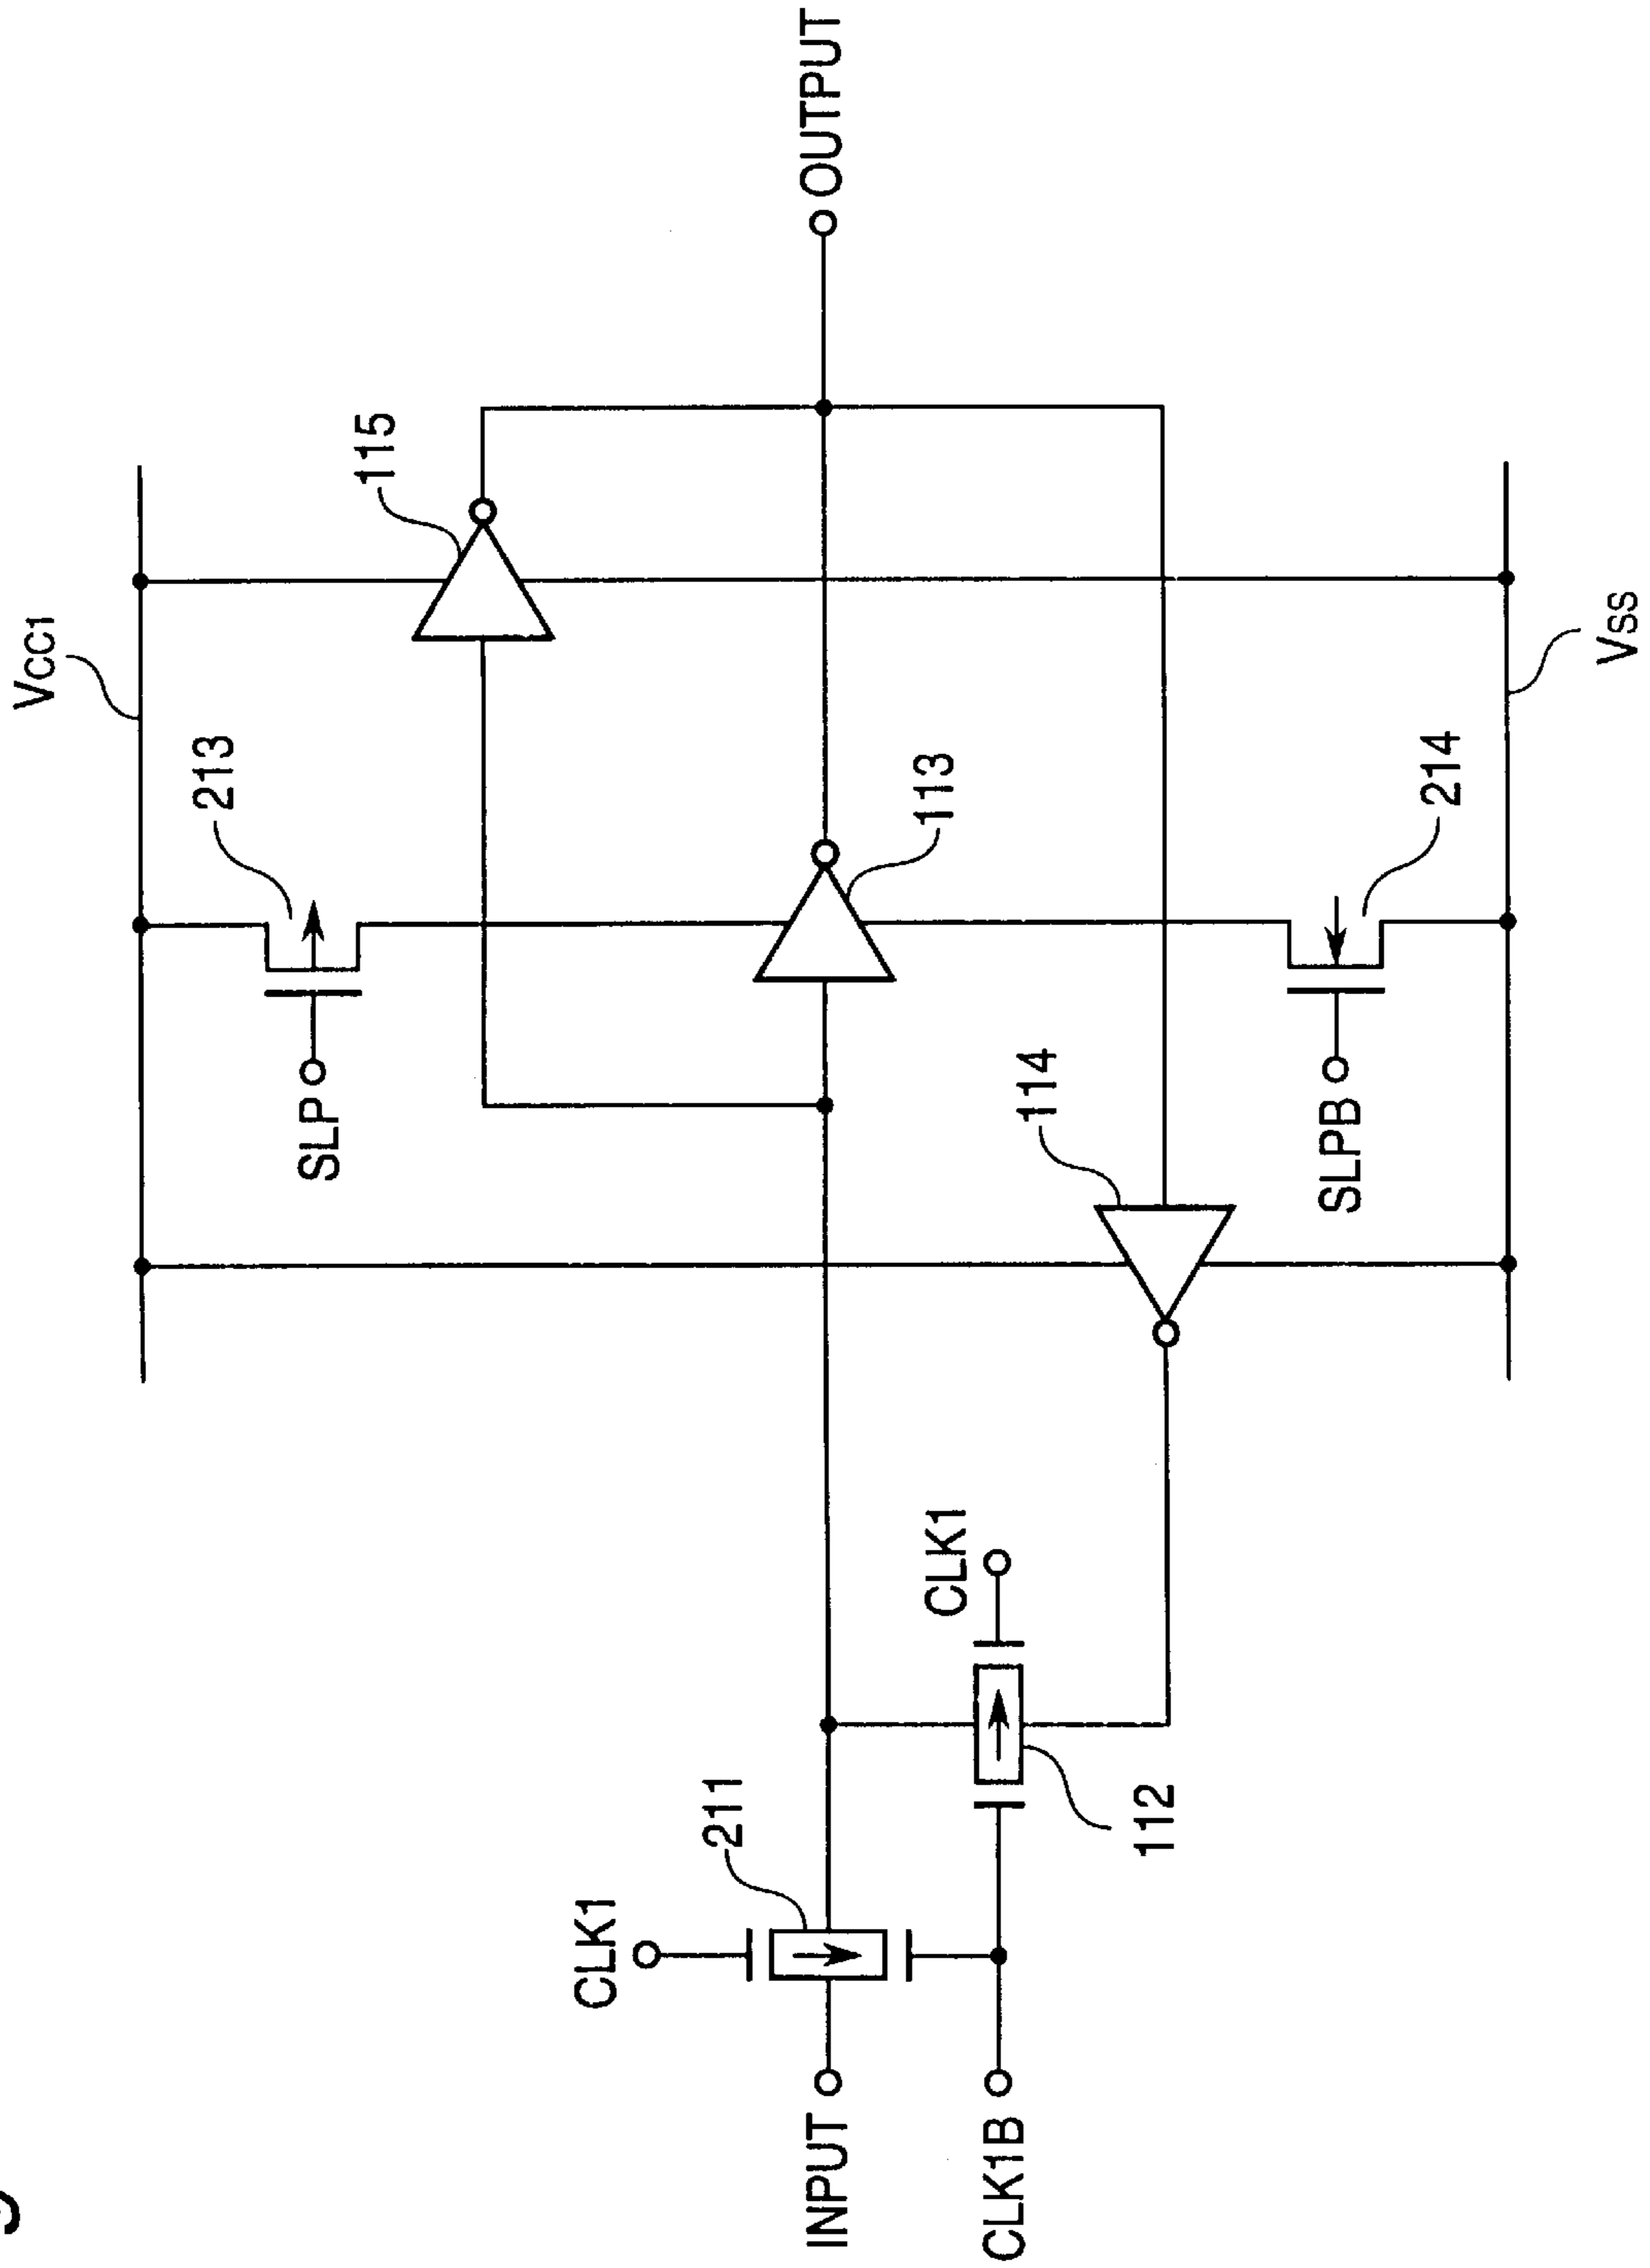 VCC1
213
SLP
115
OUTPUT
113
114
SLPB
214
VSS
CLK1
211
INPUT
CLK1
112
CLK1B